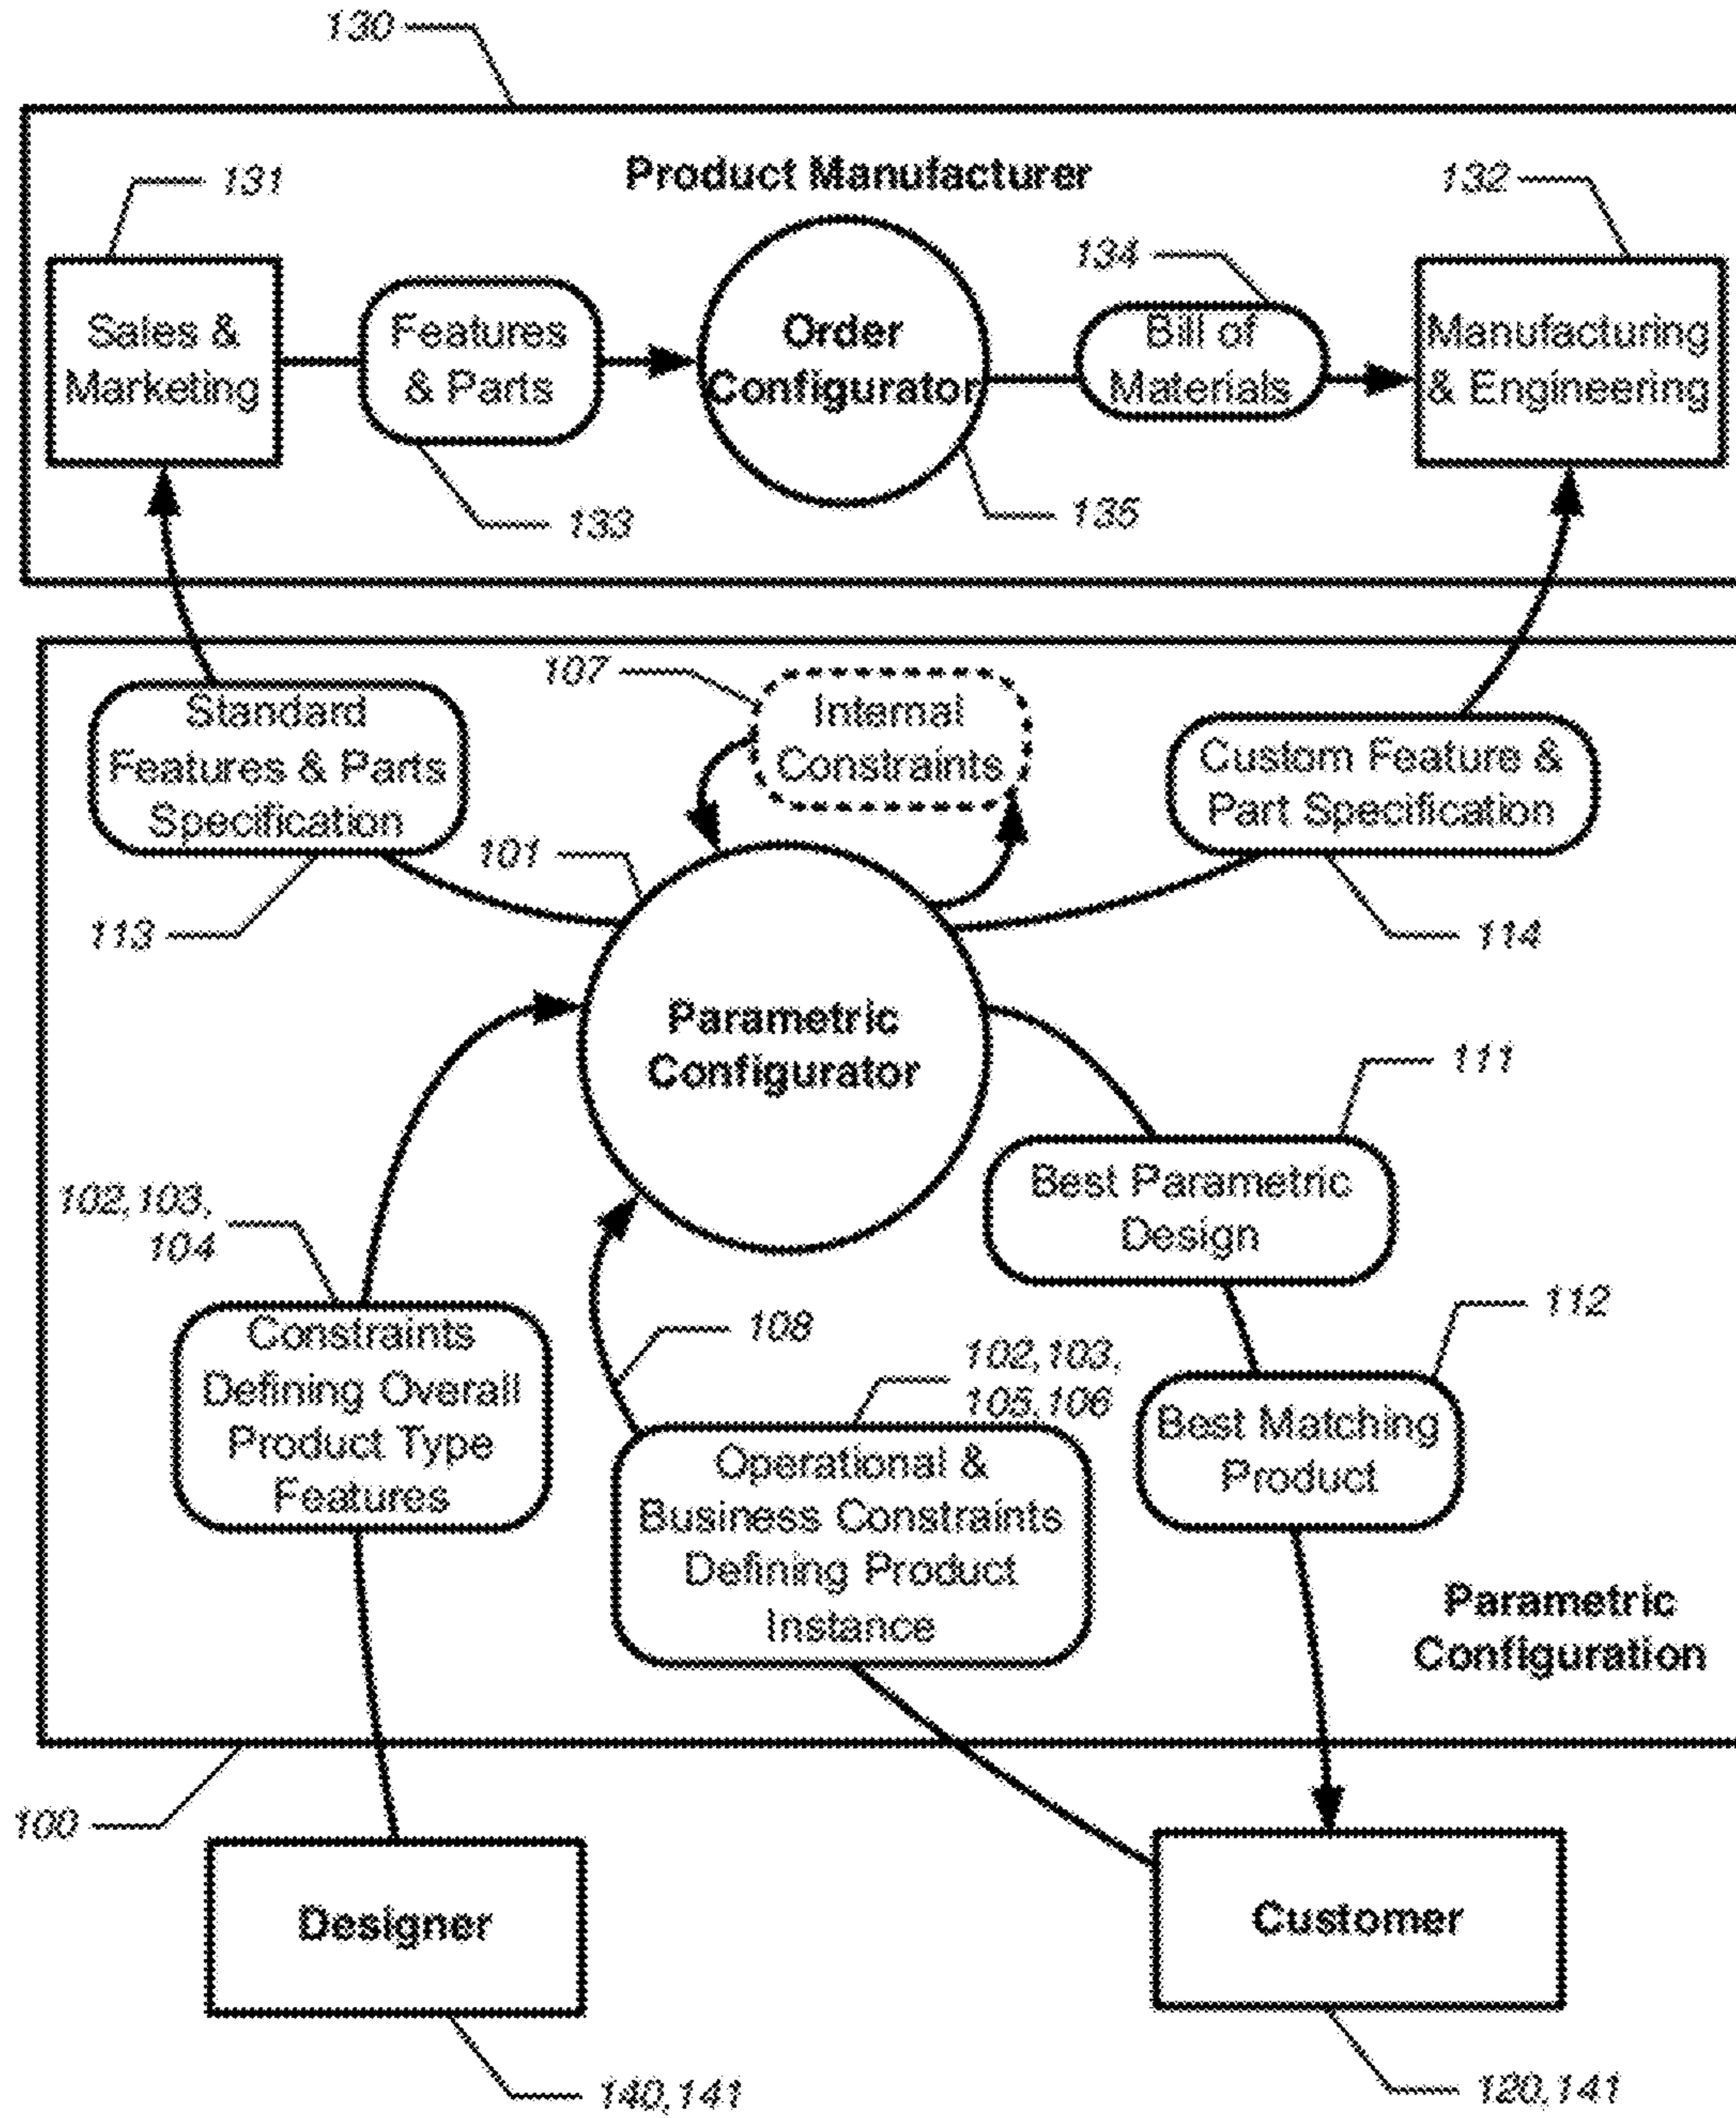 130
131
Product Manufacturer
132
134
Sales &
Marketing
Features
& Parts
Order
Configurator
Bill of
Materials
Manufacturing
& Engineering
133
135
107
Internal
Constraints
Standard
Features & Parts
Specification
Custom Feature &
Part Specification
101
113
114
Parametric
Configurator
111
Best Parametric
Design
102,103,
104
112
108
102,103,
105,106
Constraints
Defining Overall
Product Type
Features
Best Matching
Product
Operational &
Business Constraints
Defining Product
Instance
Parametric
Configuration
100
Designer
Customer
140,141
120,141